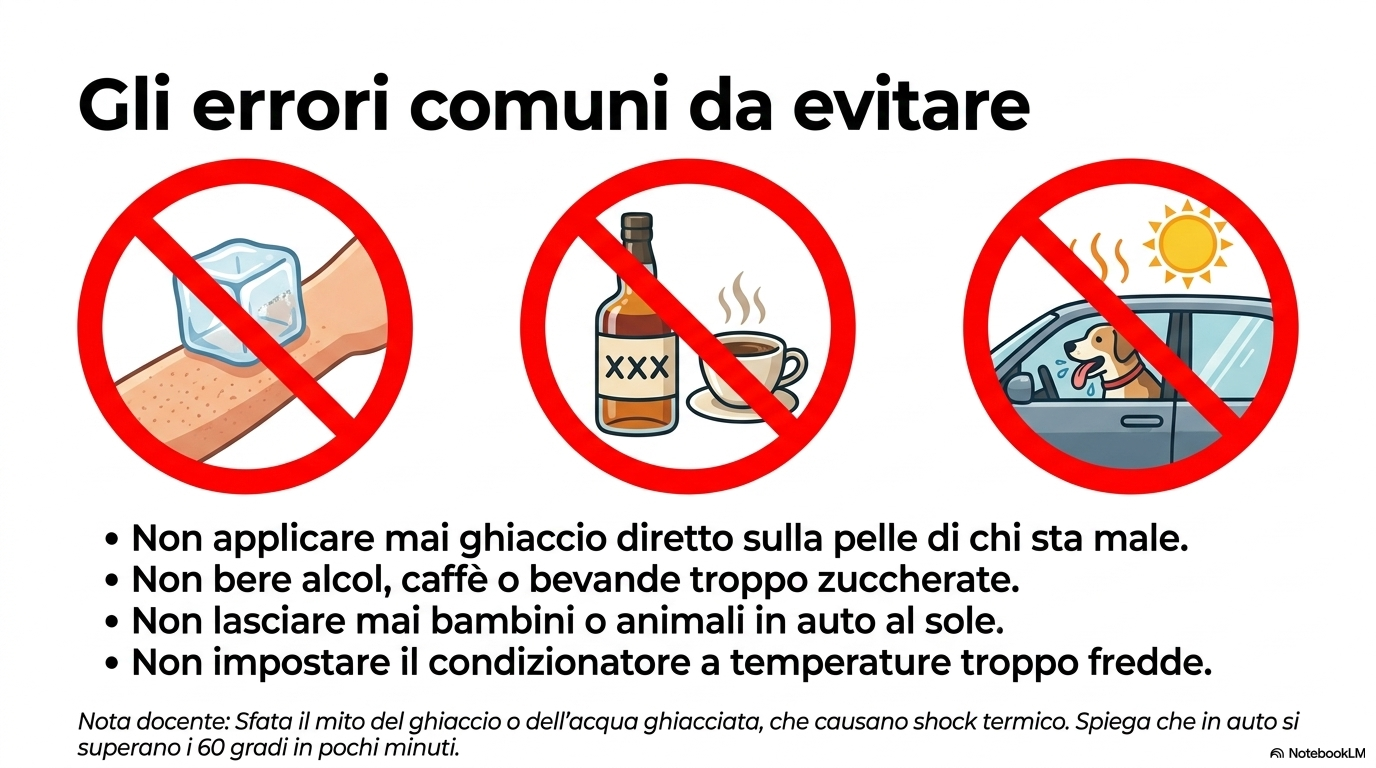 Gli errori comuni da evitare
XXX
• Non applicare mai ghiaccio diretto sulla pelle di chi sta male.
• Non bere alcol, caffè o bevande troppo zuccherate.
• Non lasciare mai bambini o animali in auto al sole.
• Non impostare il condizionatore a temperature troppo fredde.
Nota docente: Sfata il mito del ghiaccio o dell'acqua ghiacciata, che causano shock termico. Spiega che in auto si
superano i 60 gradi in pochi minuti.
NotebookLM